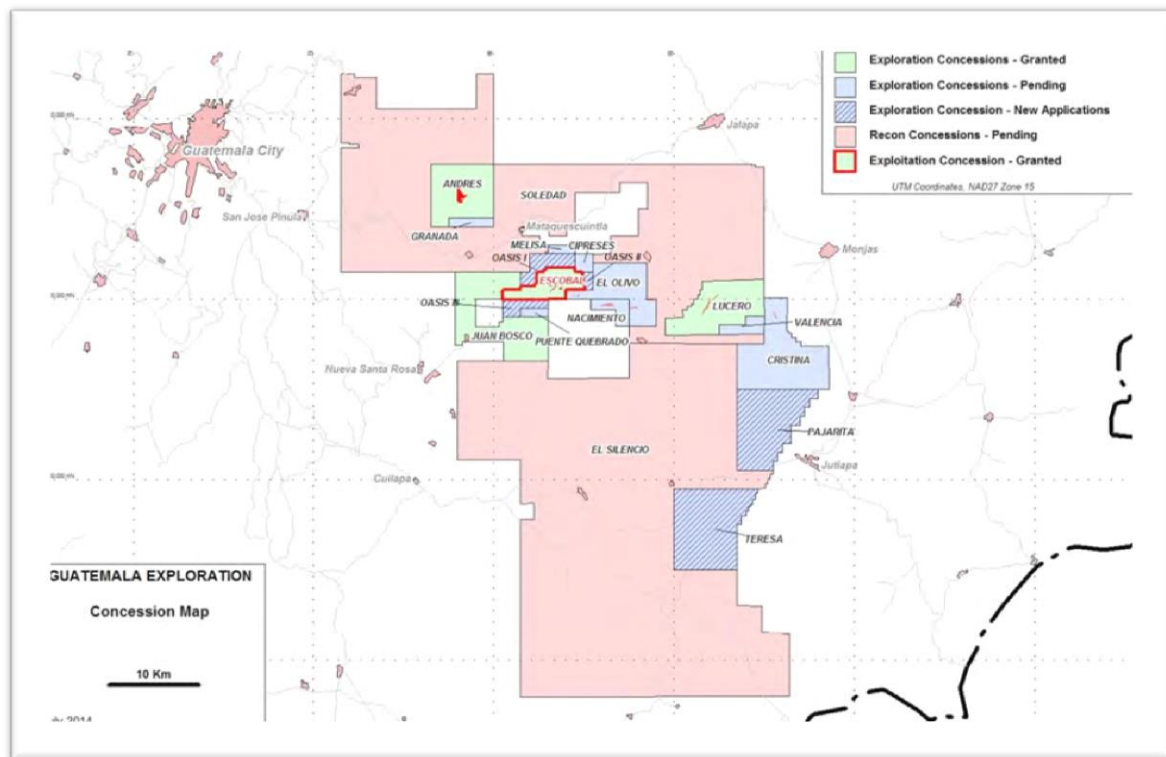 Exploration Concessions - Granted
Exploration Concessions - Pending
Exploration Concession - New Applications
Recon Concessions - Pending
Exploitation Concession - Granted
UTM Coordinates, NAD27 Zone 15
Jalapa
Guatemala City
ANDRES
SOLEDAD
San Jose Pinula
GRANADA
Mataquescuintla
MELISA
CIPRESES
Monjas
OASIS I
OASIS II
ESCOBAL
EL OLIVO
OASIS IV
LUCERO
NACIMIENTO
VALENCIA
JUAN BOSCO
PUENTE QUEBRADO
CRISTINA
Nueva Santa Rosa
PAJARITA
EL SILENCIO
Jutiapa
Cuilapa
TERESA
GUATEMALA EXPLORATION
Concession Map
10 Km
2014